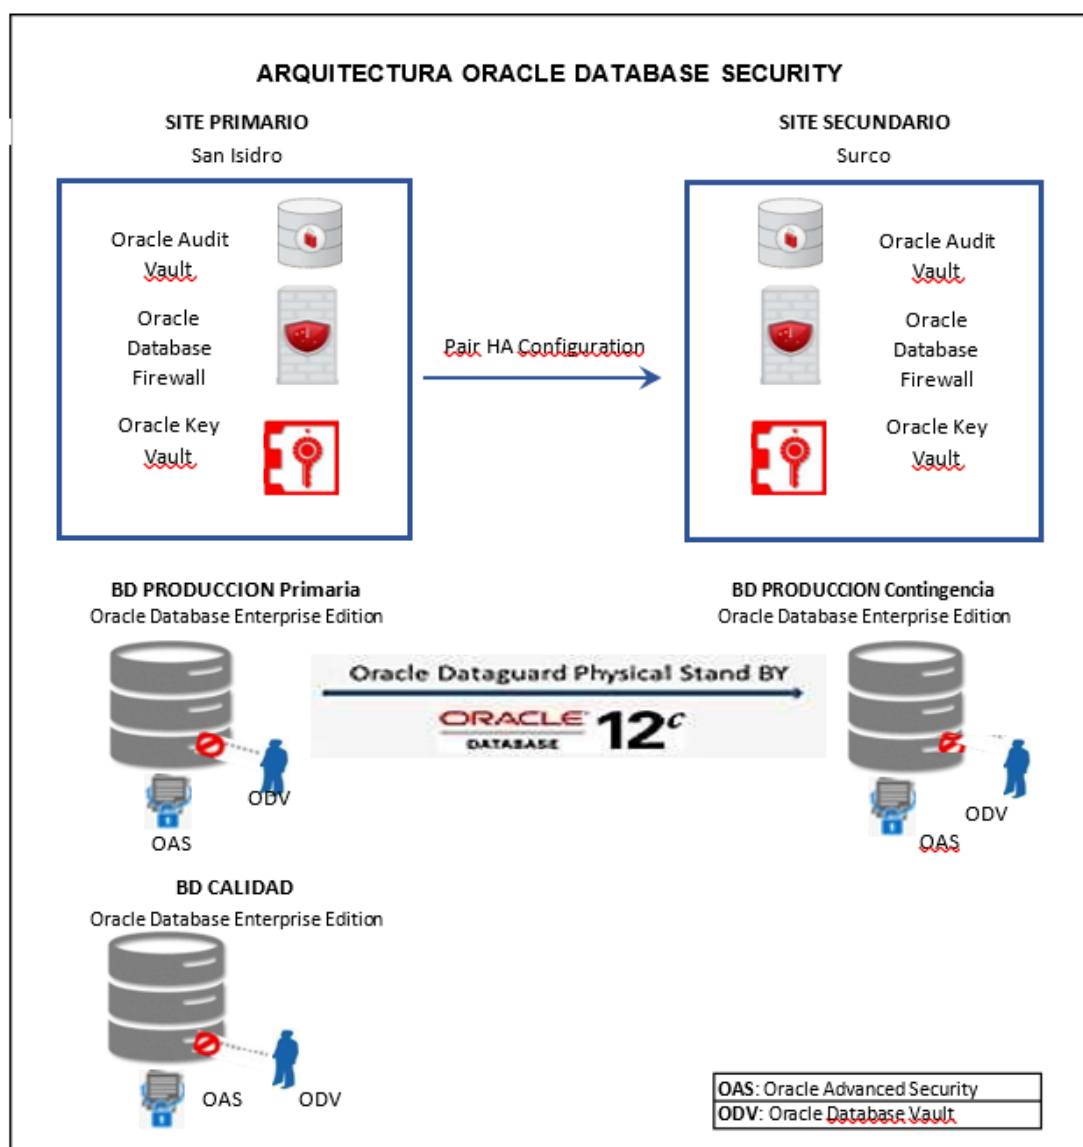 ARQUITECTURA ORACLE DATABASE SECURITY
SITE PRIMARIO
San Isidro
SITE SECUNDARIO
Surco
Oracle Audit
Vault
Oracle
Database
Firewall
Oracle Key
Vault
Pair HA Configuration
Oracle Audit
Vault
Oracle
Database
Firewall
Oracle Key
Vault
BD PRODUCCION Primaria
Oracle Database Enterprise Edition
BD PRODUCCION Contingencia
Oracle Database Enterprise Edition
Oracle Dataguard Physical Stand BY
ORACLE
DATABASE
12c
ODV
OAS
ODV
OAS
BD CALIDAD
Oracle Database Enterprise Edition
OAS
ODV
OAS: Oracle Advanced Security
ODV: Oracle Database Vault